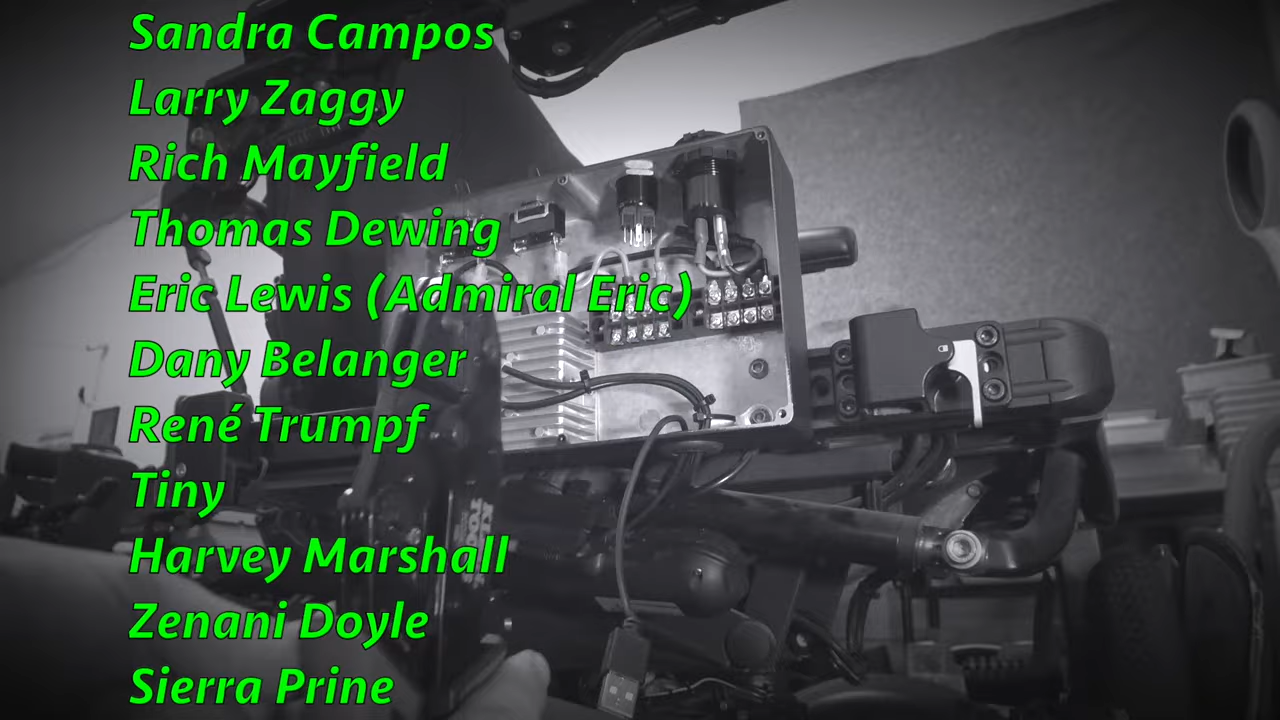 Sandra Campos
Larry Zaggy
Rich Mayfield
Thomas Dewing
Eric Lewis (Admiral Eric)
Dany Belanger
René Trumpf
Tiny
Harvey Marshall
Zenani Doyle
Sierra Prine